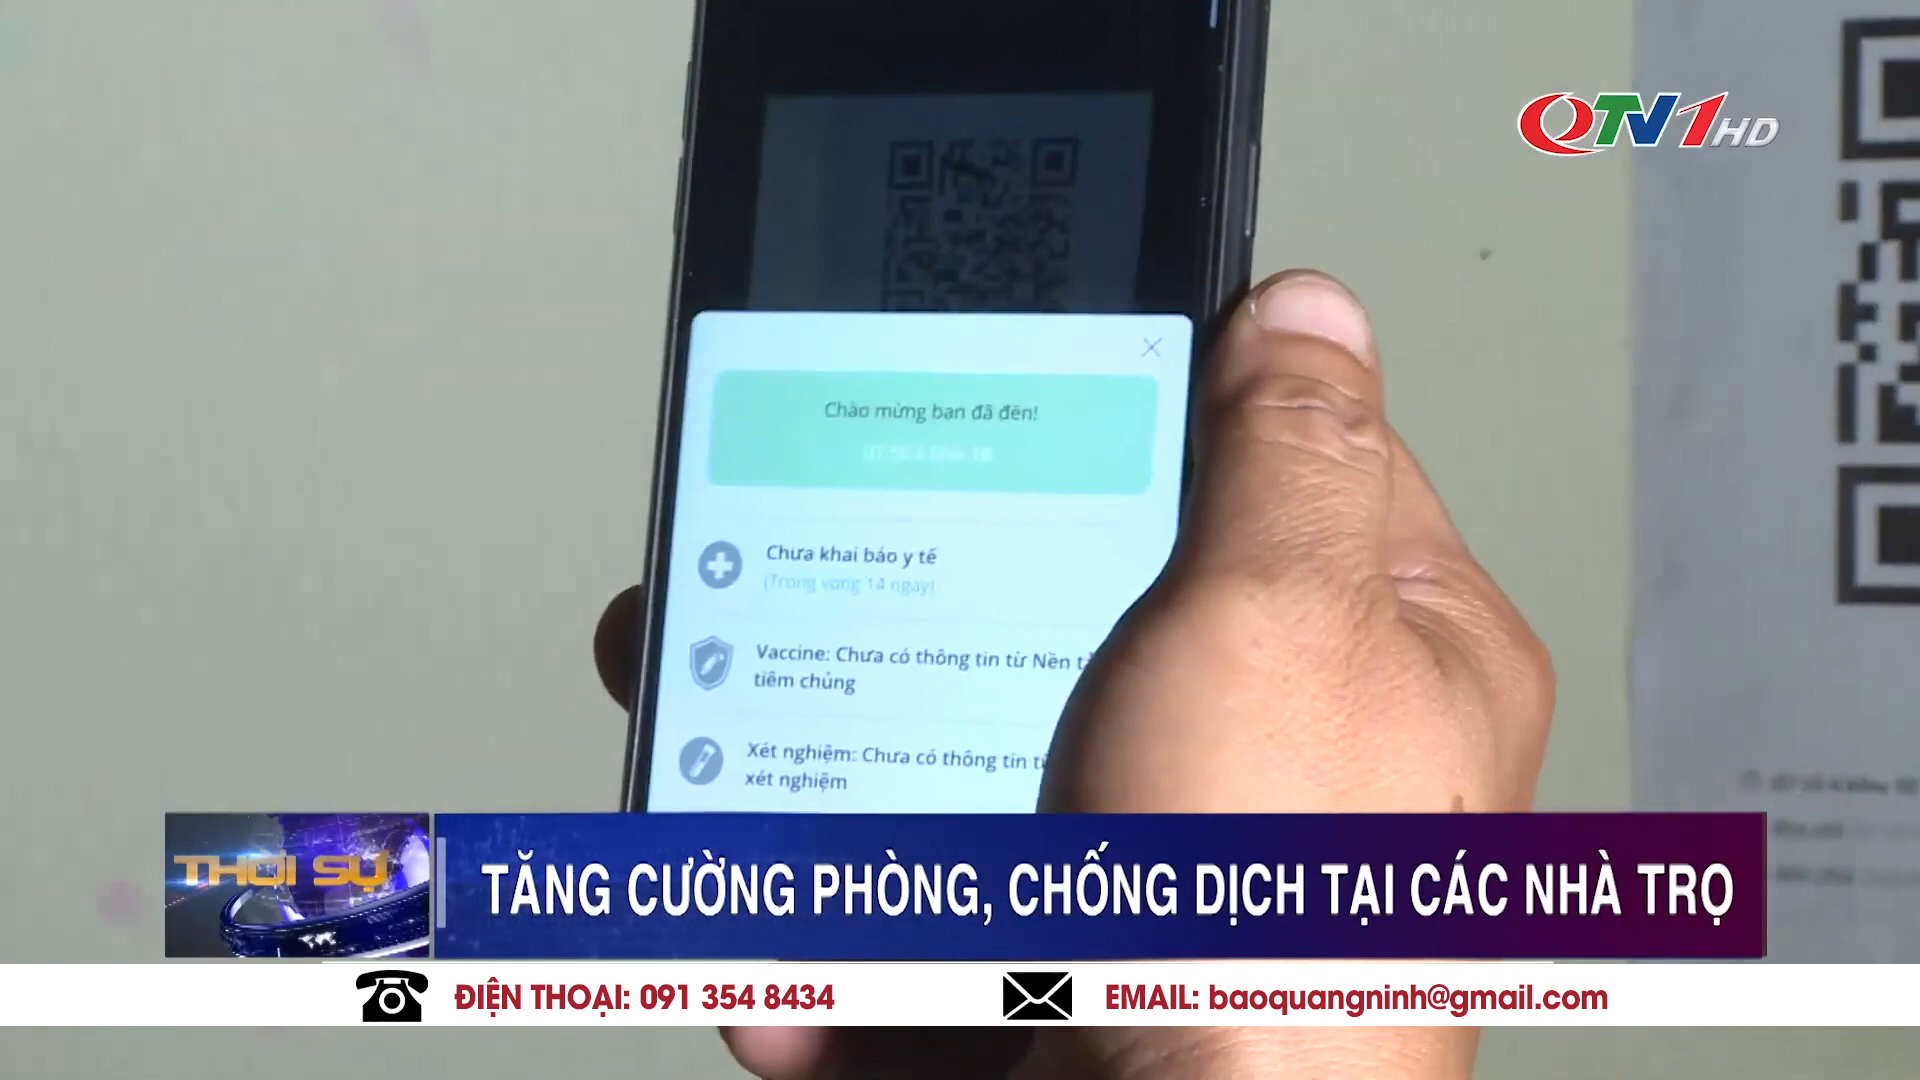 QTV1HD
Chào mừng bạn đã đến!
Chưa khai báo y tế
(Trong vòng 14 ngày)
Vaccine: Chưa có thông tin từ Nền
tiêm chủng
Xét nghiệm: Chưa có thông tin
xét nghiệm
THỜI SỰ
TĂNG CƯỜNG PHÒNG, CHỐNG DỊCH TẠI CÁC NHÀ TRỌ
ĐIỆN THOẠI: 091 354 8434
EMAIL: baoquangninh@gmail.com